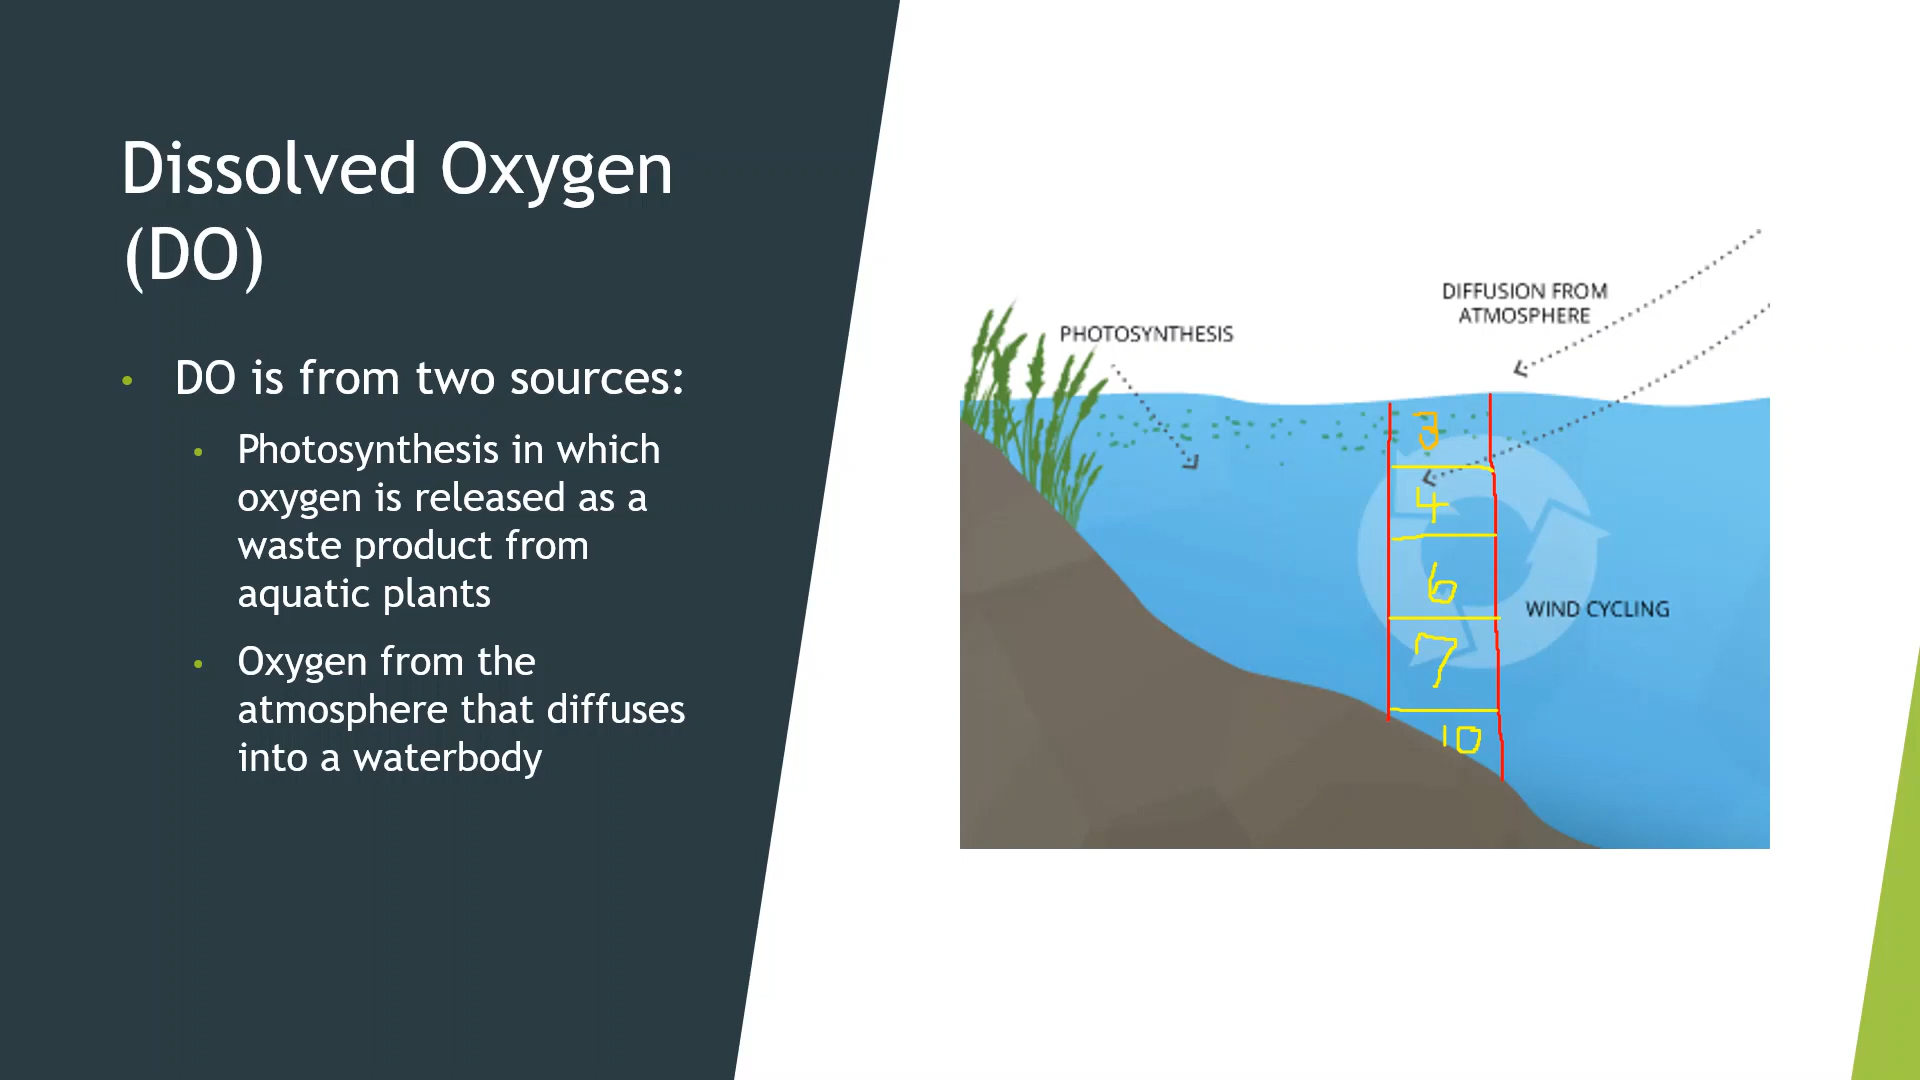 Dissolved Oxygen
(DO)
• DO is from two sources:
• Photosynthesis in which
oxygen is released as a
waste product from
aquatic plants
• Oxygen from the
atmosphere that diffuses
into a waterbody
PHOTOSYNTHESIS
DIFFUSION FROM
ATMOSPHERE
3
4
6
WIND CYCLING
7
10